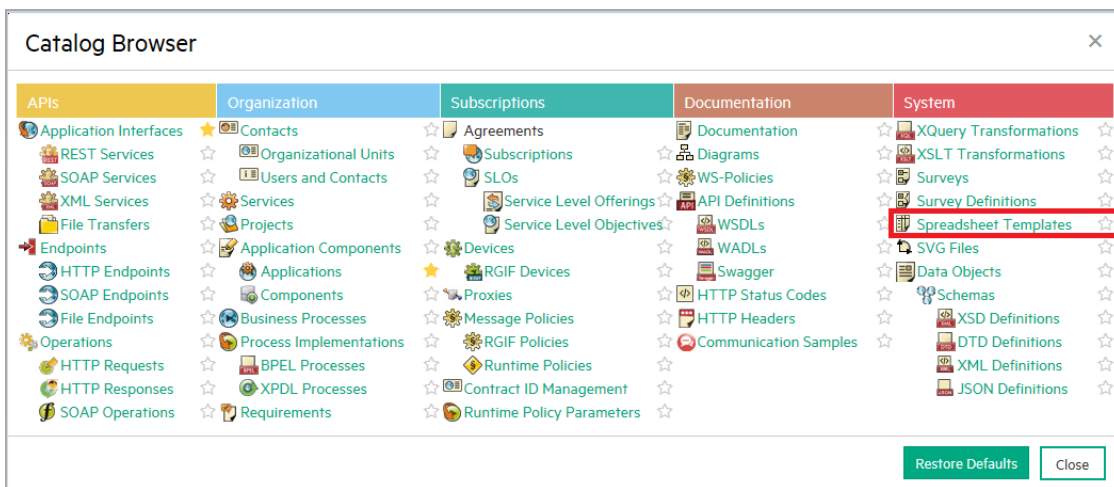 Catalog Browser
APIs
Application Interfaces
REST Services
SOAP Services
XML Services
File Transfers
Endpoints
HTTP Endpoints
SOAP Endpoints
File Endpoints
Operations
HTTP Requests
HTTP Responses
SOAP Operations
Organization
Contacts
Organizational Units
Users and Contacts
Services
Projects
Application Components
Applications
Components
Business Processes
Process Implementations
BPEL Processes
XPDL Processes
Requirements
Subscriptions
Agreements
Subscriptions
SLOs
Service Level Offerings
Service Level Objectives
Devices
RGIF Devices
Proxies
Message Policies
RGIF Policies
Runtime Policies
Contract ID Management
Runtime Policy Parameters
Documentation
Documentation
Diagrams
WS-Policies
API Definitions
WSDLs
WADLs
Swagger
HTTP Status Codes
HTTP Headers
Communication Samples
System
XQuery Transformations
XSLT Transformations
Surveys
Survey Definitions
Spreadsheet Templates
SVG Files
Data Objects
Schemas
XSD Definitions
DTD Definitions
XML Definitions
JSON Definitions
Restore Defaults
Close